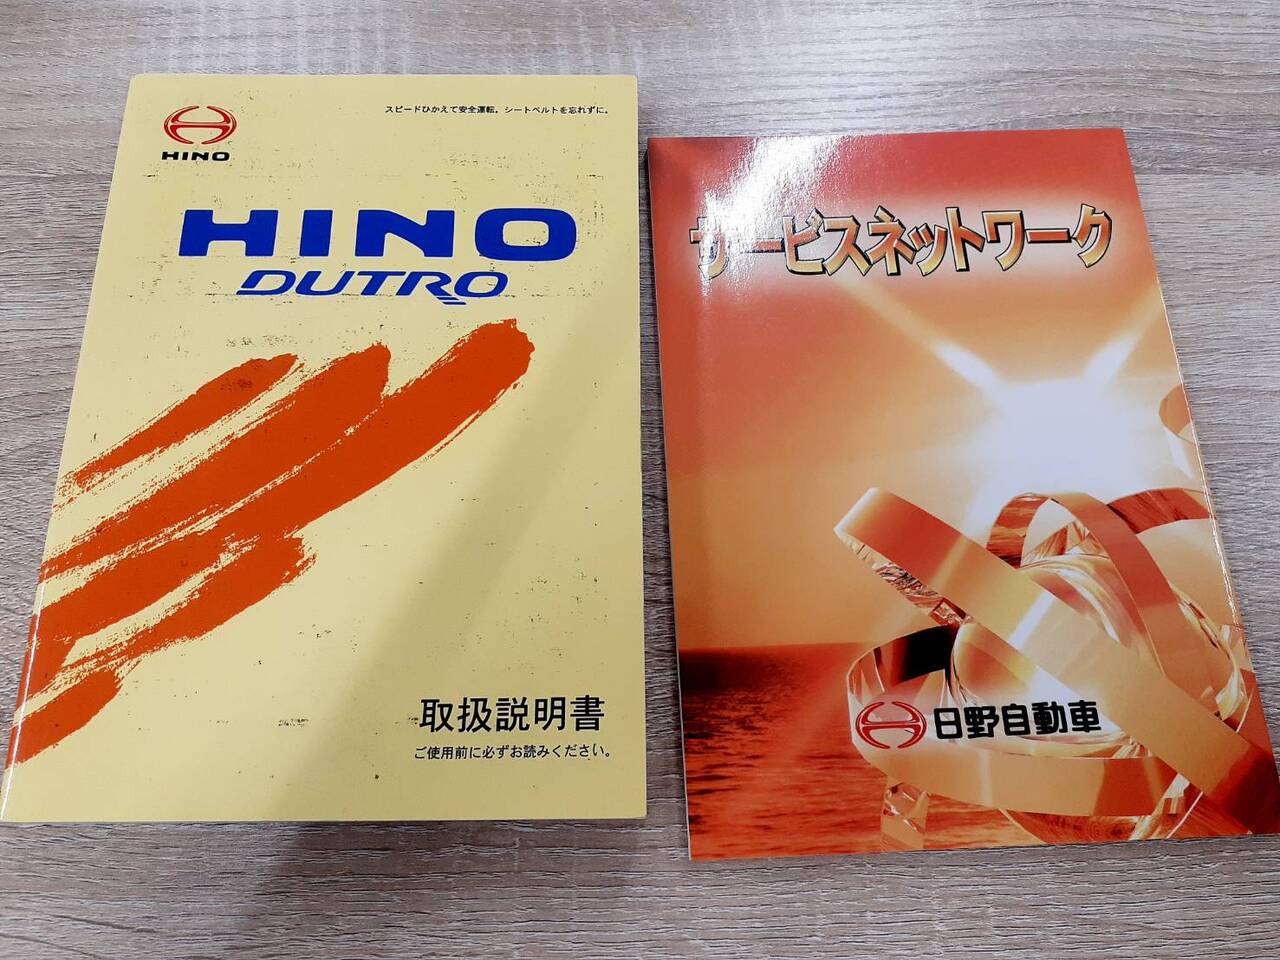 スピードひかえて安全運転。シートベルトを忘れずに。
HINO
HINO
DUTRO
取扱説明書
ご使用前に必ずお読みください。
サービスネットワーク
日野自動車